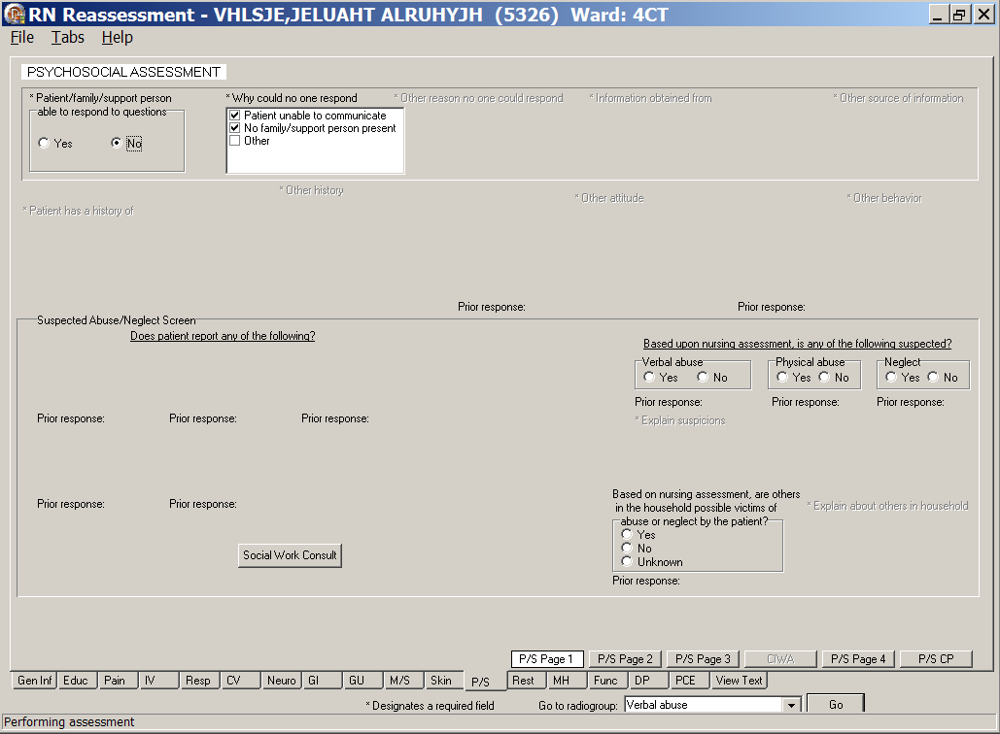 RN Reassessment - VHLSJE,JELUAHT ALRUHYJH (5326) Ward: 4CT
File Tabs Help
PSYCHOSOCIAL ASSESSMENT
* Patient/family/support person
able to respond to questions
Yes No
* Why could no one respond
Patient unable to communicate
No family/support person present
Other
* Other reason no one could respond
* Information obtained from
* Other source of information
* Patient has a history of
* Other history
* Other attitude
* Other behavior
Prior response:
Prior response:
Suspected Abuse/Neglect Screen
Does patient report any of the following?
Based upon nursing assessment, is any of the following suspected?
Verbal abuse
Yes No
Physical abuse
Yes No
Neglect
Yes No
Prior response:
Prior response:
Prior response:
* Explain suspicions
Prior response:
Prior response:
Prior response:
Prior response:
Prior response:
Based on nursing assessment, are others
in the household possible victims of
abuse or neglect by the patient?
Yes
No
Unknown
Prior response:
* Explain about others in household
Social Work Consult
P/S Page 1 P/S Page 2 P/S Page 3 CIWA P/S Page 4 P/S CP
Gen Inf Educ Pain IV Resp CV Neuro GI GU M/S Skin P/S Rest MH Func DP PCE View Text
* Designates a required field
Go to radiogroup: Verbal abuse Go
Performing assessment